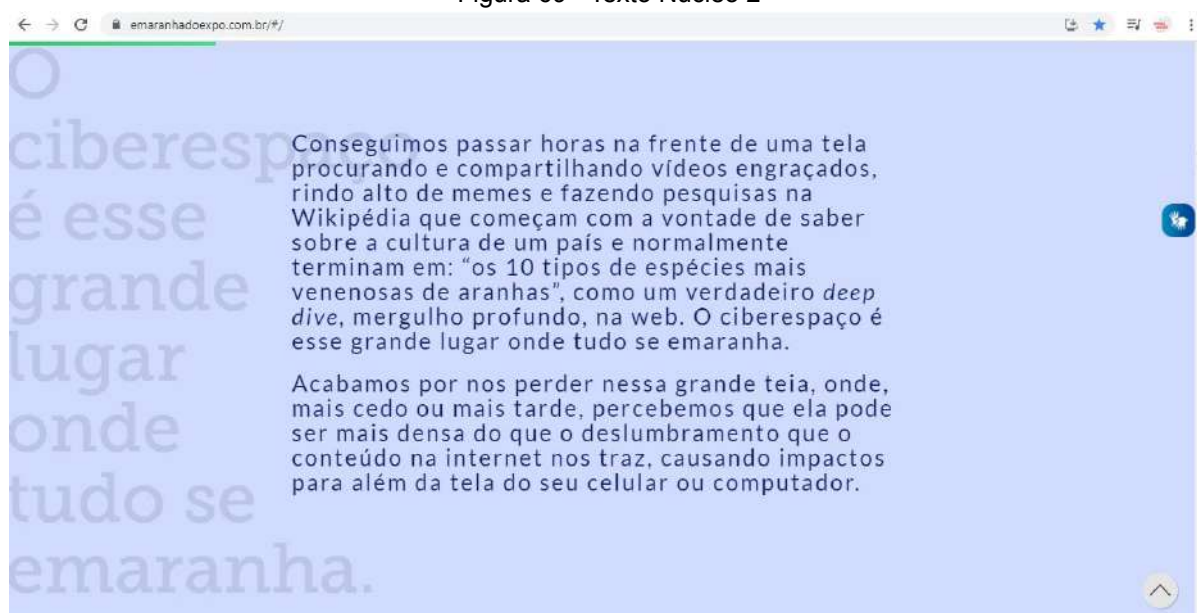 emaranhadoexpo.com.br/#/
O
ciberespaço
é esse
grande
lugar
onde
tudo se
emaranha.
Conseguimos passar horas na frente de uma tela
procurando e compartilhando vídeos engraçados,
rindo alto de memes e fazendo pesquisas na
Wikipédia que começam com a vontade de saber
sobre a cultura de um país e normalmente
terminam em: “os 10 tipos de espécies mais
venenosas de aranhas”, como um verdadeiro deep
dive, mergulho profundo, na web. O ciberespaço é
esse grande lugar onde tudo se emaranha.
Acabamos por nos perder nessa grande teia, onde,
mais cedo ou mais tarde, percebemos que ela pode
ser mais densa do que o deslumbramento que o
conteúdo na internet nos traz, causando impactos
para além da tela do seu celular ou computador.